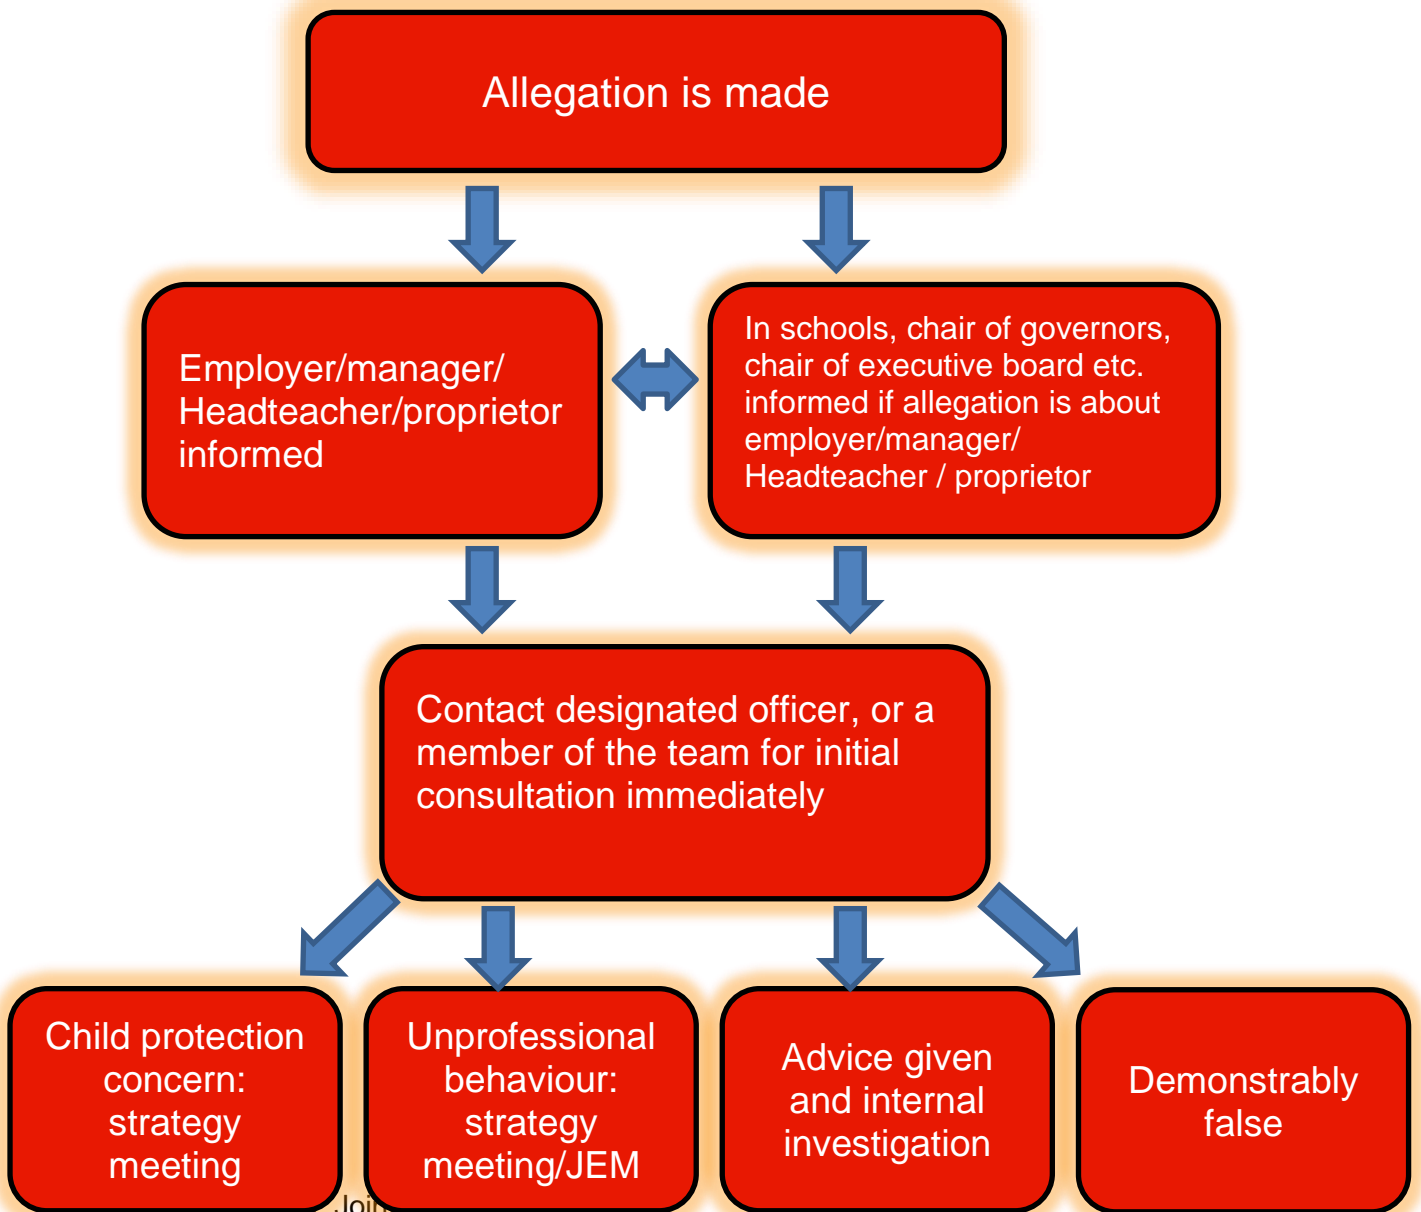 Allegation is made
Employer/manager/
Headteacher/proprietor
informed
In schools, chair of governors,
chair of executive board etc.
informed if allegation is about
employer/manager/
Headteacher / proprietor
Contact designated officer, or a
member of the team for initial
consultation immediately
Child protection
concern:
strategy
meeting
Unprofessional
behaviour:
strategy
meeting/JEM
Advice given
and internal
investigation
Demonstrably
false